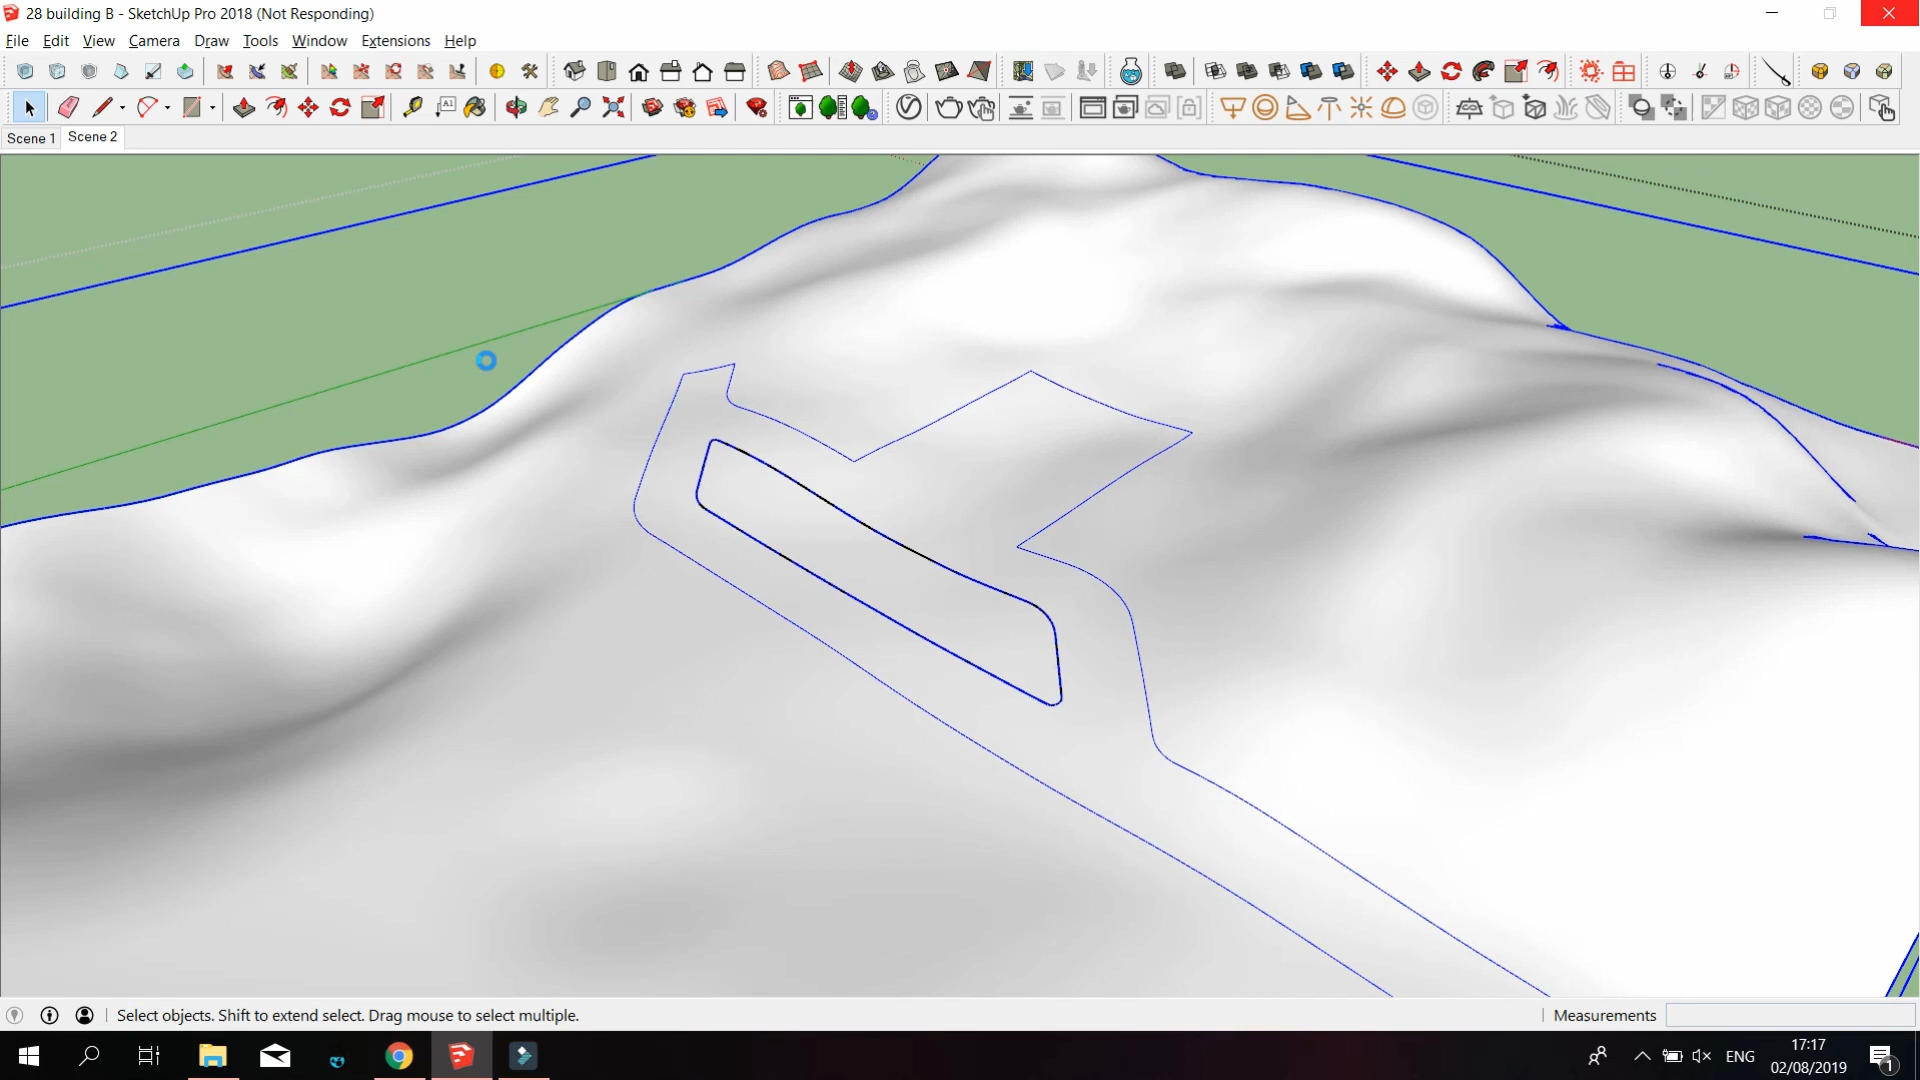 28 building B - SketchUp Pro 2018 (Not Responding)
File Edit View Camera Draw Tools Window Extensions Help
Scene 1 Scene 2
Select objects. Shift to extend select. Drag mouse to select multiple.
Measurements
ENG
17:17
02/08/2019
1